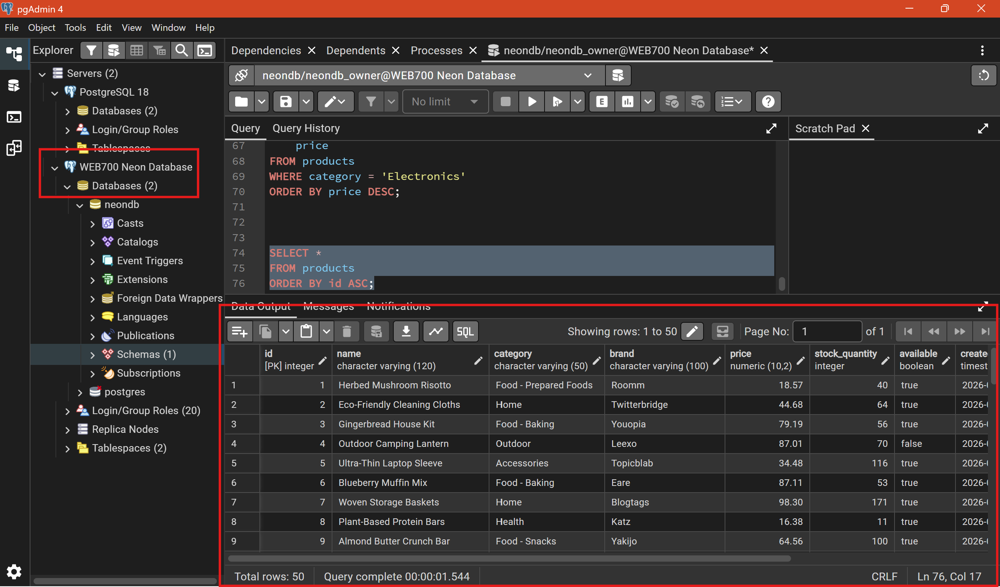 pgAdmin 4
File Object Tools Edit View Window Help
Explorer
Dependencies Dependents Processes neondb/neondb_owner@WEB700 Neon Database*
Servers (2)
PostgreSQL 18
Databases (2)
Login/Group Roles
Tablespaces
WEB700 Neon Database
Databases (2)
neondb
Casts
Catalogs
Event Triggers
Extensions
Foreign Data Wrappers
Languages
Publications
Schemas (1)
Subscriptions
postgres
Login/Group Roles (20)
Replica Nodes
Tablespaces (2)
neondb/neondb_owner@WEB700 Neon Database
No limit E
Query Query History
Scratch Pad
67 price
68 FROM products
69 WHERE category = 'Electronics'
70 ORDER BY price DESC;
71
72
73
74 SELECT *
75 FROM products
76 ORDER BY id ASC;
Data Output Messages Notifications
SQL Showing rows: 1 to 50 Page No: 1 of 1
id name category brand price stock_quantity available create
[PK] integer character varying (120) character varying (50) character varying (100) numeric (10,2) integer boolean timest
1 1 Herbed Mushroom Risotto Food - Prepared Foods Roomm 18.57 40 true 2026-
2 2 Eco-Friendly Cleaning Cloths Home Twitterbridge 44.68 64 true 2026-
3 3 Gingerbread House Kit Food - Baking Youopia 79.19 56 true 2026-
4 4 Outdoor Camping Lantern Outdoor Leexo 87.01 70 false 2026-
5 5 Ultra-Thin Laptop Sleeve Accessories Topicblab 34.48 116 true 2026-
6 6 Blueberry Muffin Mix Food - Baking Eare 87.11 53 true 2026-
7 7 Woven Storage Baskets Home Blogtags 98.30 171 true 2026-
8 8 Plant-Based Protein Bars Health Katz 16.38 11 true 2026-
9 9 Almond Butter Crunch Bar Food - Snacks Yakijo 64.56 100 true 2026-
Total rows: 50 Query complete 00:00:01.544 CRLF Ln 76, Col 17